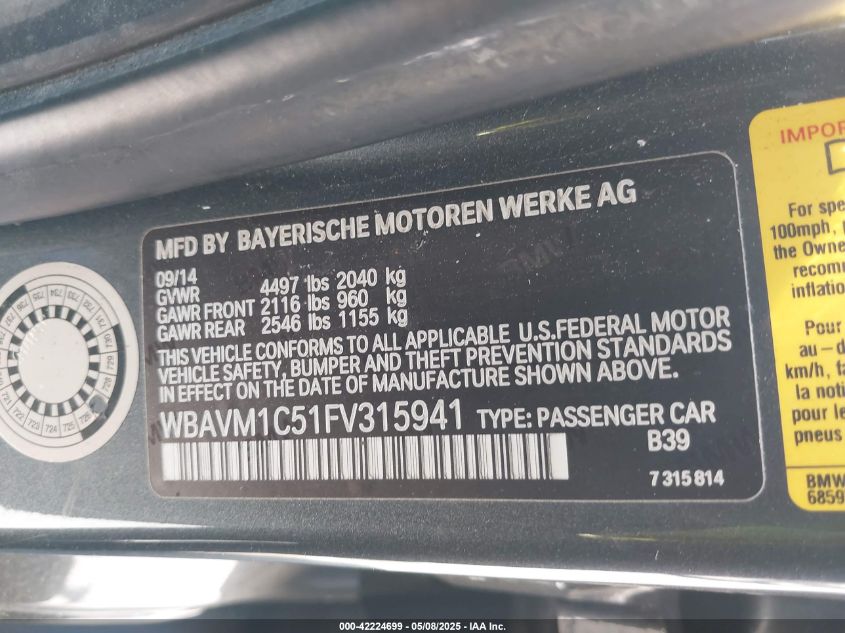 MFD BY BAYERISCHE MOTOREN WERKE AG
09/14
GVWR 4497 lbs 2040 kg
GAWR FRONT 2116 lbs 960 kg
GAWR REAR 2546 lbs 1155 kg
THIS VEHICLE CONFORMS TO ALL APPLICABLE U.S.FEDERAL MOTOR
VEHICLE SAFETY, BUMPER AND THEFT PREVENTION STANDARDS
IN EFFECT ON THE DATE OF MANUFACTURE SHOWN ABOVE.
WBAVM1C51FV315941 TYPE: PASSENGER CAR
B39
7 315 814
IMPOR
For spe
100mph,
the Owne
recomm
inflatio
Pour
au-d
km/h, fa
la noti
pour le
pneus
BMW
6859
000-42224699 - 05/08/2025 - IAA Inc.